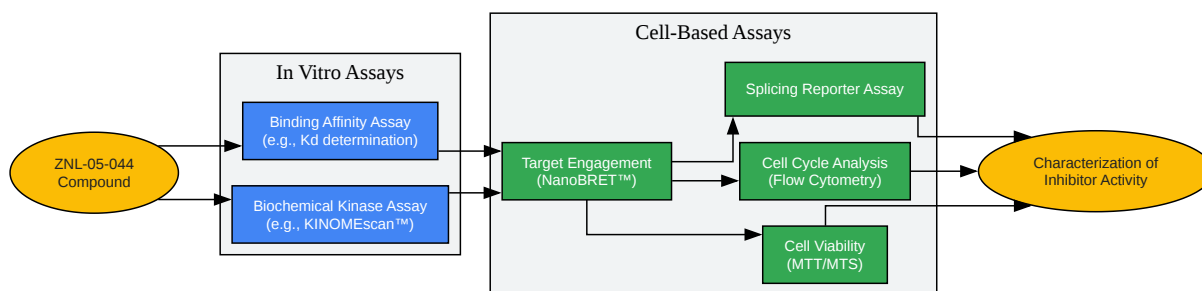 Cell-Based Assays
In Vitro Assays
Splicing Reporter Assay
Binding Affinity Assay
(e.g., Kd determination)
ZNL-05-044
Compound
Target Engagement
(NanoBRET™)
Cell Cycle Analysis
(Flow Cytometry)
Characterization of
Inhibitor Activity
Biochemical Kinase Assay
(e.g., KINOMEscan™)
Cell Viability
(MTT/MTS)